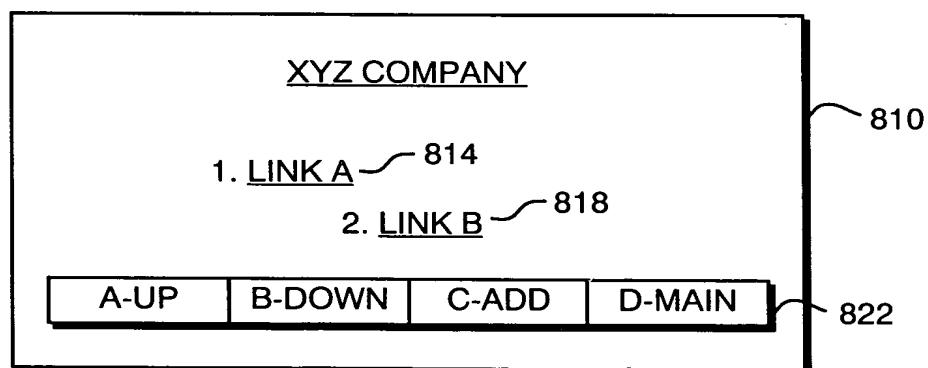 XYZ COMPANY
810
1. LINK A 814
2. LINK B 818
A-UP B-DOWN C-ADD D-MAIN
822